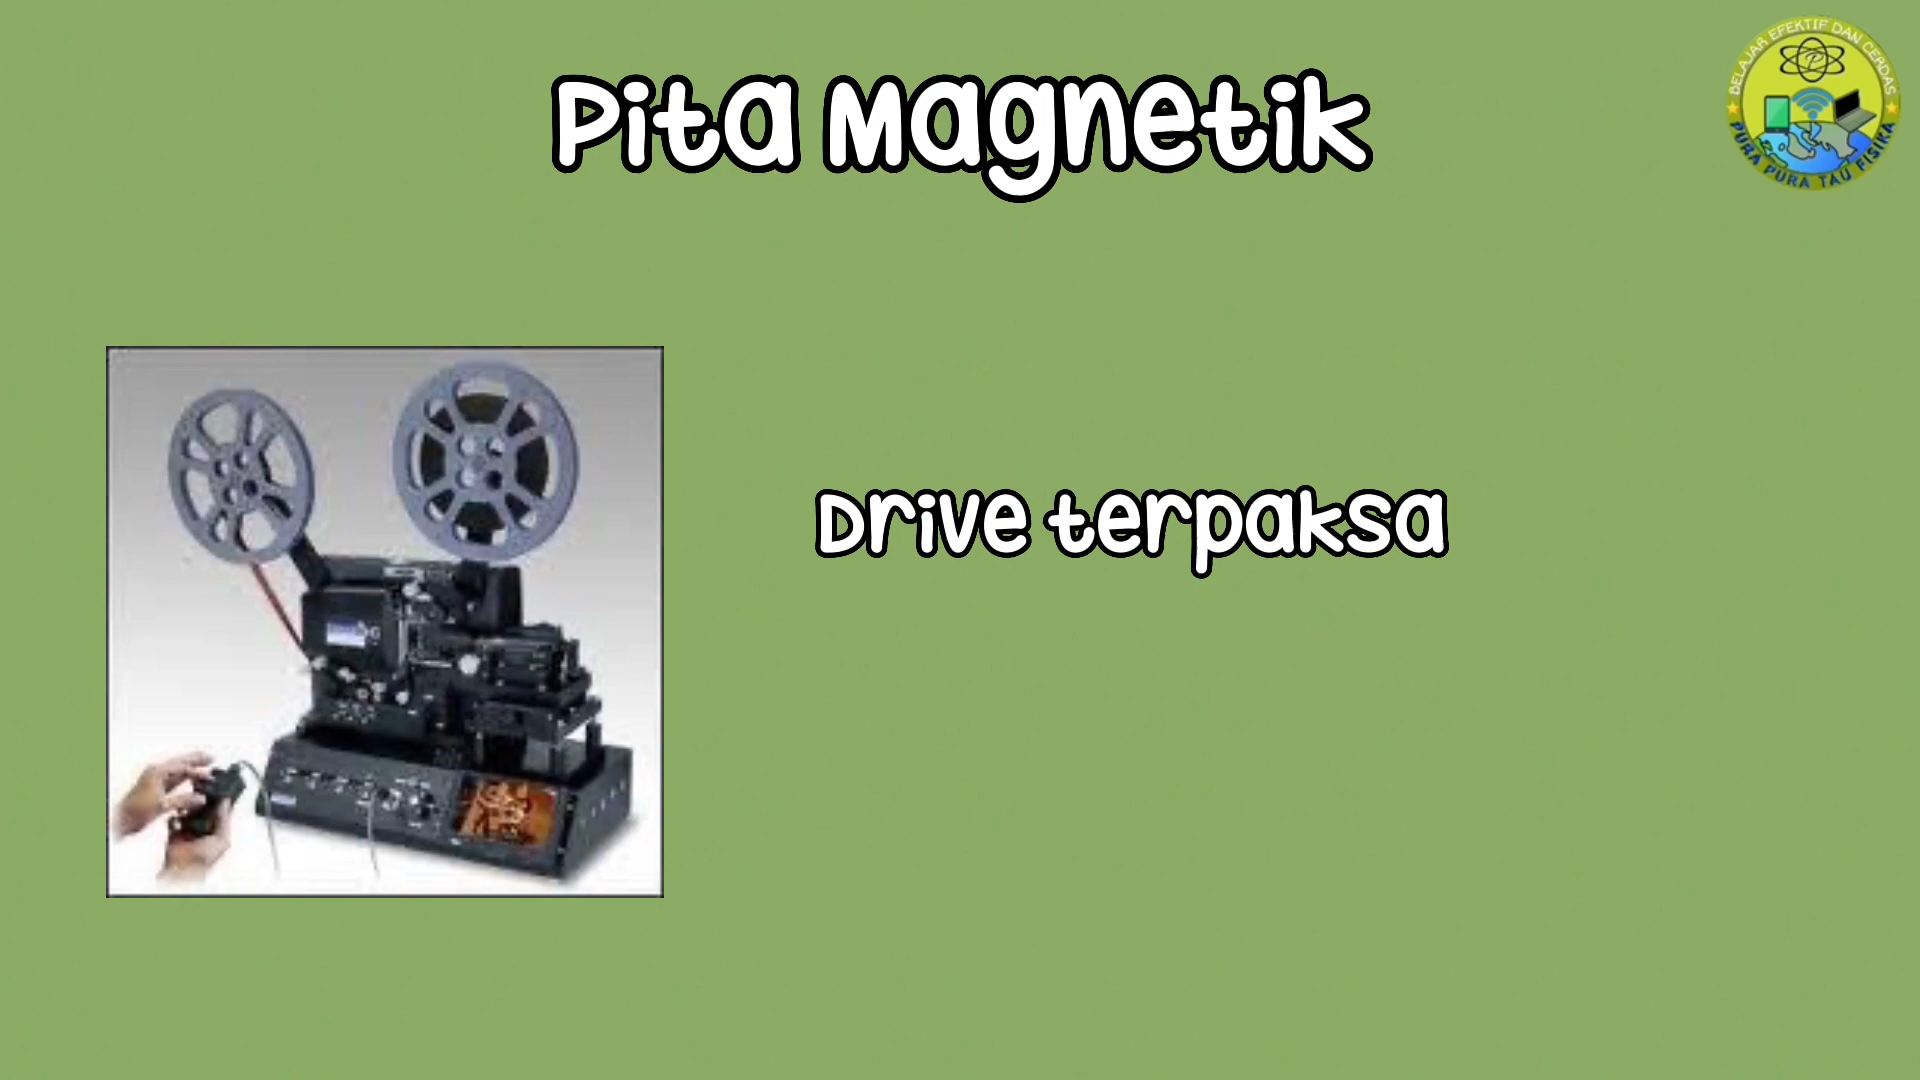 Pita Magnetik
BELAJAR EFEKTIF DAN CERDAS
PURA PURA TAU FISIKA
Drive terpaksa